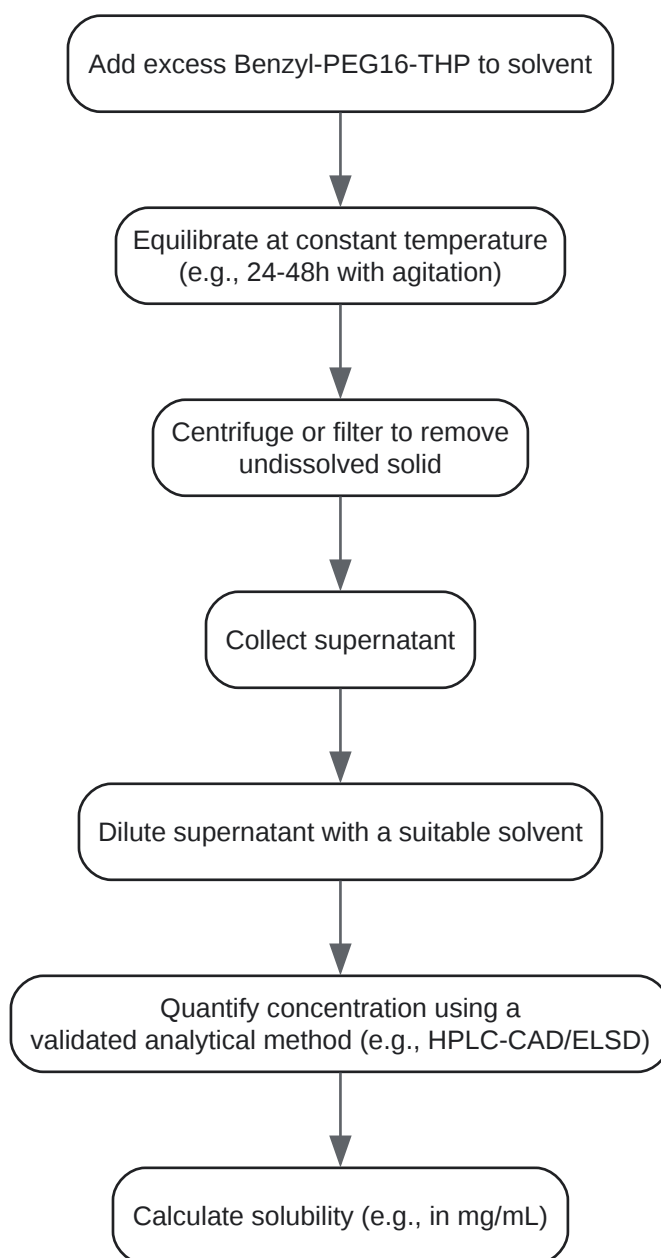 Add excess Benzyl-PEG16-THP to solvent
Equilibrate at constant temperature
(e.g., 24-48h with agitation)
Centrifuge or filter to remove
undissolved solid
Collect supernatant
Dilute supernatant with a suitable solvent
Quantify concentration using a
validated analytical method (e.g., HPLC-CAD/ELSD)
Calculate solubility (e.g., in mg/mL)